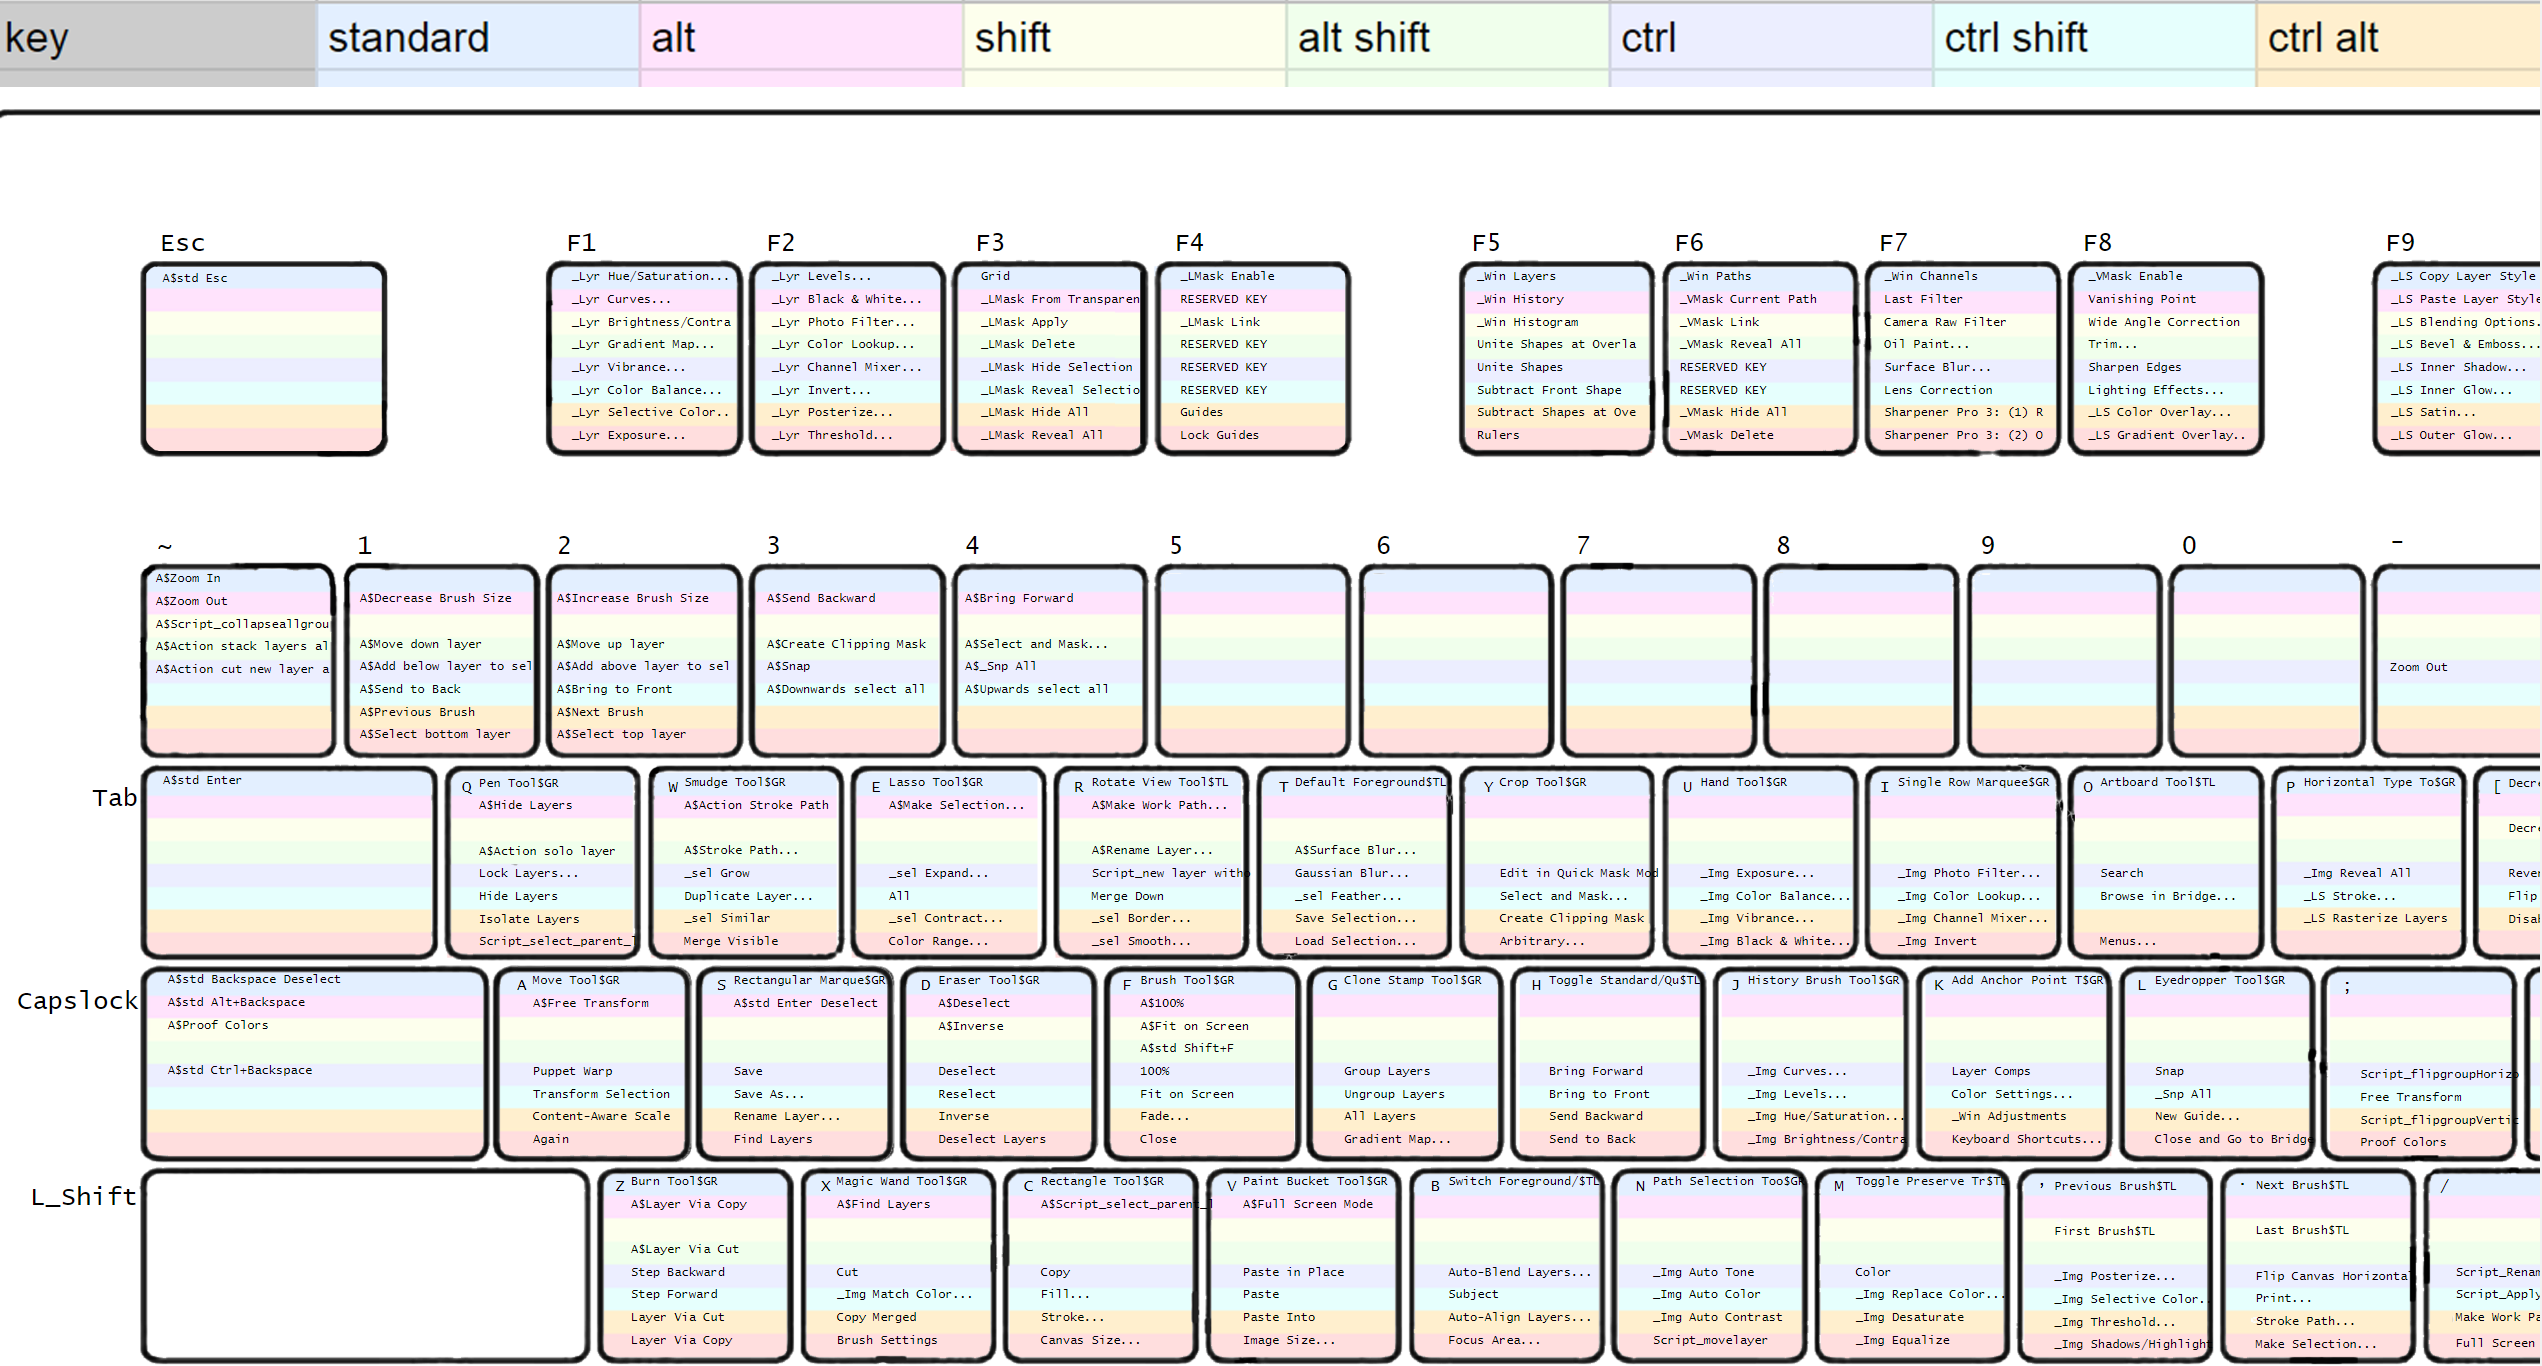 key standard alt shift alt shift ctrl ctrl shift ctrl alt
Esc
A$std Esc
F1
_Lyr Hue/Saturation...
_Lyr Curves...
_Lyr Brightness/Contra
_Lyr Gradient Map...
_Lyr Vibrance...
_Lyr Color Balance...
_Lyr Selective Color..
_Lyr Exposure...
F2
_Lyr Levels...
_Lyr Black & White...
_Lyr Photo Filter...
_Lyr Color Lookup...
_Lyr Channel Mixer...
_Lyr Invert...
_Lyr Posterize...
_Lyr Threshold...
F3
Grid
_LMask From Transparen
_LMask Apply
_LMask Delete
_LMask Hide Selection
_LMask Reveal Selectio
_LMask Hide All
_LMask Reveal All
F4
_LMask Enable
RESERVED KEY
_LMask Link
RESERVED KEY
RESERVED KEY
RESERVED KEY
Guides
Lock Guides
F5
_Win Layers
_Win History
_Win Histogram
Unite Shapes at Overla
Unite Shapes
Subtract Front Shape
Subtract Shapes at Ove
Rulers
F6
_Win Paths
_VMask Current Path
_VMask Link
_VMask Reveal All
RESERVED KEY
RESERVED KEY
_VMask Hide All
_VMask Delete
F7
_Win Channels
Last Filter
Camera Raw Filter
Oil Paint...
Surface Blur...
Lens Correction
Sharpener Pro 3: (1) R
Sharpener Pro 3: (2) O
F8
_VMask Enable
Vanishing Point
Wide Angle Correction
Trim...
Sharpen Edges
Lighting Effects...
_LS Color Overlay...
_LS Gradient Overlay..
F9
_LS Copy Layer Style
_LS Paste Layer Style
_LS Blending Options.
_LS Bevel & Emboss...
_LS Inner Shadow...
_LS Inner Glow...
_LS Satin...
_LS Outer Glow...
~
A$Zoom In
A$Zoom Out
A$Script_collapseallgrou
A$Action stack layers al
A$Action cut new layer a
1
A$Decrease Brush Size
A$Move down layer
A$Add below layer to sel
A$Send to Back
A$Previous Brush
A$Select bottom layer
2
A$Increase Brush Size
A$Move up layer
A$Add above layer to sel
A$Bring to Front
A$Next Brush
A$Select top layer
3
A$Send Backward
A$Create Clipping Mask
A$Snap
A$Downwards select all
4
A$Bring Forward
A$Select and Mask...
A$_Snp All
A$Upwards select all
5
6
7
8
9
0
-
Zoom Out
Tab
A$std Enter
Q Pen Tool$GR
A$Hide Layers
A$Action solo layer
Lock Layers...
Hide Layers
Isolate Layers
Script_select_parent_l
W Smudge Tool$GR
A$Action Stroke Path
A$Stroke Path...
_sel Grow
Duplicate Layer...
_sel Similar
Merge Visible
E Lasso Tool$GR
A$Make Selection...
_sel Expand...
All
_sel Contract...
Color Range...
R Rotate View Tool$TL
A$Make Work Path...
A$Rename Layer...
Script_new layer witho
Merge Down
_sel Border...
_sel Smooth...
T Default Foreground$TL
A$Surface Blur...
Gaussian Blur...
_sel Feather...
Save Selection...
Load Selection...
Y Crop Tool$GR
Edit in Quick Mask Mod
Select and Mask...
Create Clipping Mask
Arbitrary...
U Hand Tool$GR
_Img Exposure...
_Img Color Balance...
_Img Vibrance...
_Img Black & White...
I Single Row Marquee$GR
_Img Photo Filter...
_Img Color Lookup...
_Img Channel Mixer...
_Img Invert
O Artboard Tool$TL
Search
Browse in Bridge...
Menus...
P Horizontal Type To$GR
_Img Reveal All
_LS Stroke...
_LS Rasterize Layers
[ Decre
Decre
Rever
Flip
Disab
Capslock
A$std Backspace Deselect
A$std Alt+Backspace
A$Proof Colors
A$std Ctrl+Backspace
A Move Tool$GR
A$Free Transform
Puppet Warp
Transform Selection
Content-Aware Scale
Again
S Rectangular Marque$GR
A$std Enter Deselect
Save
Save As...
Rename Layer...
Find Layers
D Eraser Tool$GR
A$Deselect
A$Inverse
Deselect
Reselect
Inverse
Deselect Layers
F Brush Tool$GR
A$100%
A$Fit on Screen
A$std Shift+F
100%
Fit on Screen
Fade...
Close
G Clone Stamp Tool$GR
Group Layers
Ungroup Layers
All Layers
Gradient Map...
H Toggle Standard/Qu$TL
Bring Forward
Bring to Front
Send Backward
Send to Back
J History Brush Tool$GR
_Img Curves...
_Img Levels...
_Img Hue/Saturation...
_Img Brightness/Contra
K Add Anchor Point T$GR
Layer Comps
Color Settings...
_Win Adjustments
Keyboard Shortcuts...
L Eyedropper Tool$GR
Snap
_Snp All
New Guide...
Close and Go to Bridge
;
Script_flipgroupHorizo
Free Transform
Script_flipgroupVertic
Proof Colors
L_Shift
Z Burn Tool$GR
A$Layer Via Copy
A$Layer Via Cut
Step Backward
Step Forward
Layer Via Cut
Layer Via Copy
X Magic Wand Tool$GR
A$Find Layers
Cut
_Img Match Color...
Copy Merged
Brush Settings
C Rectangle Tool$GR
A$Script_select_parent_l
Copy
Fill...
Stroke...
Canvas Size...
V Paint Bucket Tool$GR
A$Full Screen Mode
Paste in Place
Paste
Paste Into
Image Size...
B Switch Foreground/$TL
Auto-Blend Layers...
Subject
Auto-Align Layers...
Focus Area...
N Path Selection Too$GR
_Img Auto Tone
_Img Auto Color
_Img Auto Contrast
Script_movelayer
M Toggle Preserve Tr$TL
Color
_Img Replace Color...
_Img Desaturate
_Img Equalize
, Previous Brush$TL
First Brush$TL
_Img Posterize...
_Img Selective Color..
_Img Threshold...
_Img Shadows/Highlight
. Next Brush$TL
Last Brush$TL
Flip Canvas Horizontal
Print...
Stroke Path...
Make Selection...
/
Script_Renam
Script_Apply
Make Work Pa
Full Screen